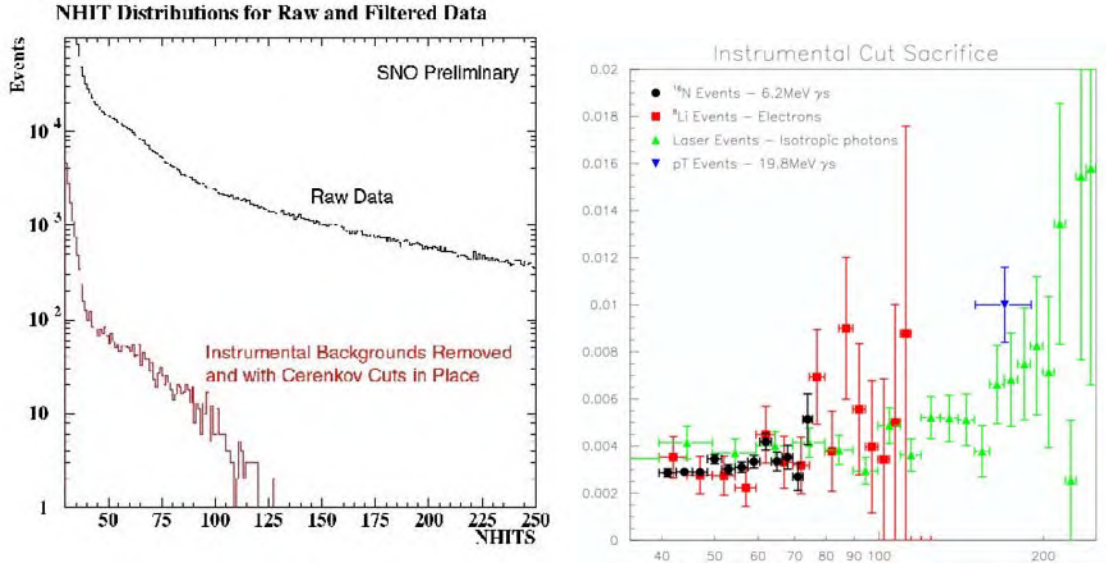 NHIT Distributions for Raw and Filtered Data
Events
SNO Preliminary
10^4
Raw Data
10^3
10^2
Instrumental Backgrounds Removed
and with Cerenkov Cuts in Place
10
1
50 75 100 125 150 175 200 225 250
NHITS
Instrumental Cut Sacrifice
0.02
0.018
0.016
0.014
0.012
0.01
0.008
0.006
0.004
0.002
0
¹⁶N Events – 6.2MeV γs
⁸Li Events – Electrons
Laser Events – Isotropic photons
pT Events – 19.8MeV γs
40 50 60 70 80 90 100 200